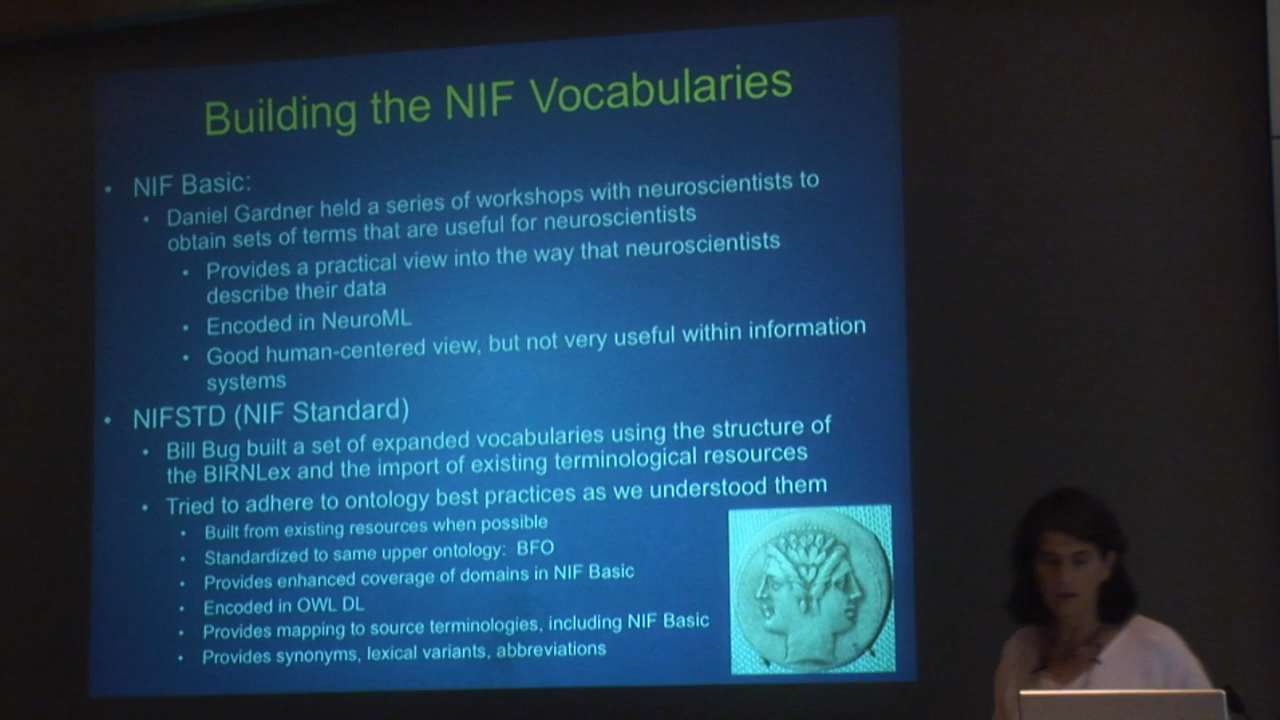 Building the NIF Vocabularies
• NIF Basic:
• Daniel Gardner held a series of workshops with neuroscientists to
obtain sets of terms that are useful for neuroscientists
• Provides a practical view into the way that neuroscientists
describe their data
• Encoded in NeuroML
• Good human-centered view, but not very useful within information
systems
• NIFSTD (NIF Standard)
• Bill Bug built a set of expanded vocabularies using the structure of
the BIRNLex and the import of existing terminological resources
• Tried to adhere to ontology best practices as we understood them
• Built from existing resources when possible
• Standardized to same upper ontology: BFO
• Provides enhanced coverage of domains in NIF Basic
• Encoded in OWL DL
• Provides mapping to source terminologies, including NIF Basic
• Provides synonyms, lexical variants, abbreviations